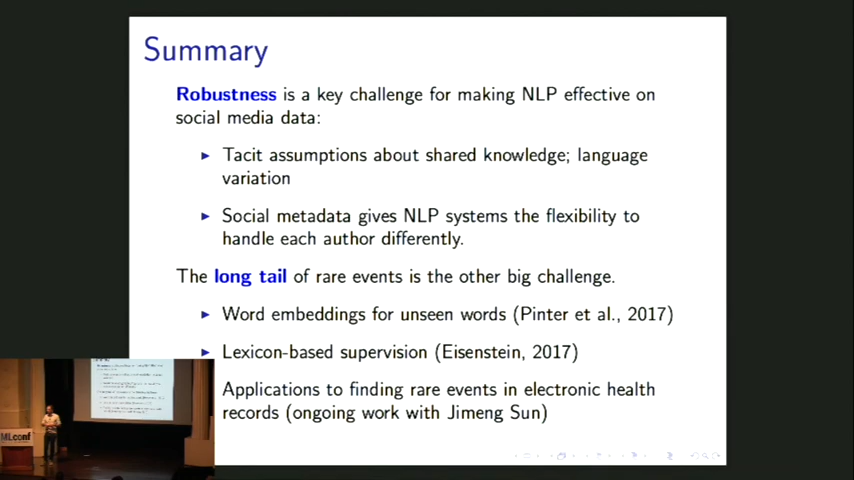 Summary
Robustness is a key challenge for making NLP effective on
social media data:
Tacit assumptions about shared knowledge; language
variation
Social metadata gives NLP systems the flexibility to
handle each author differently.
The long tail of rare events is the other big challenge.
Word embeddings for unseen words (Pinter et al., 2017)
Lexicon-based supervision (Eisenstein, 2017)
Applications to finding rare events in electronic health
records (ongoing work with Jimeng Sun)
MLconf